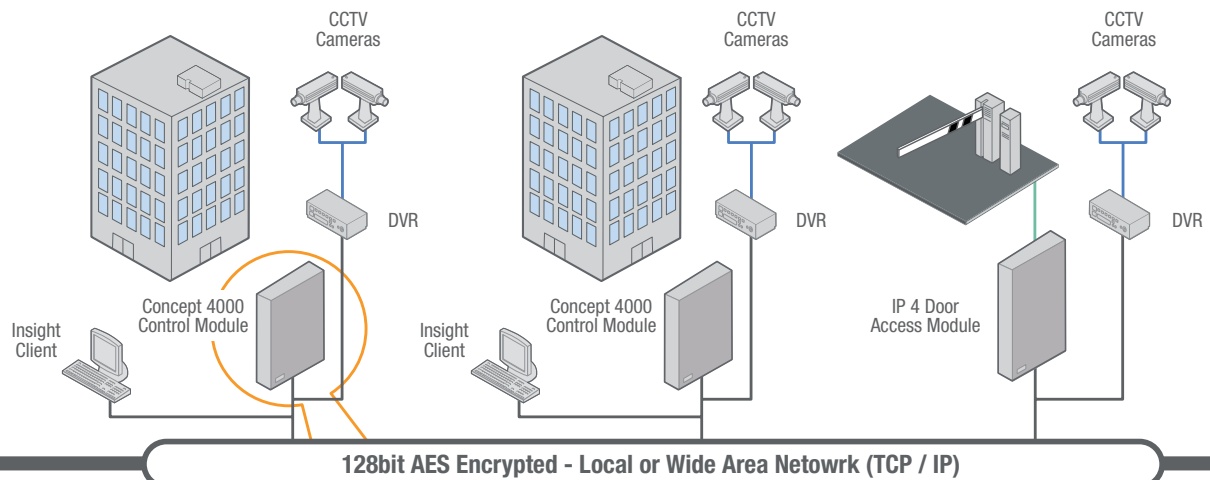 CCTV
Cameras
CCTV
Cameras
CCTV
Cameras
DVR
DVR
DVR
Concept 4000
Control Module
Concept 4000
Control Module
IP 4 Door
Access Module
Insight
Client
Insight
Client
128bit AES Encrypted - Local or Wide Area Netowrk (TCP / IP)